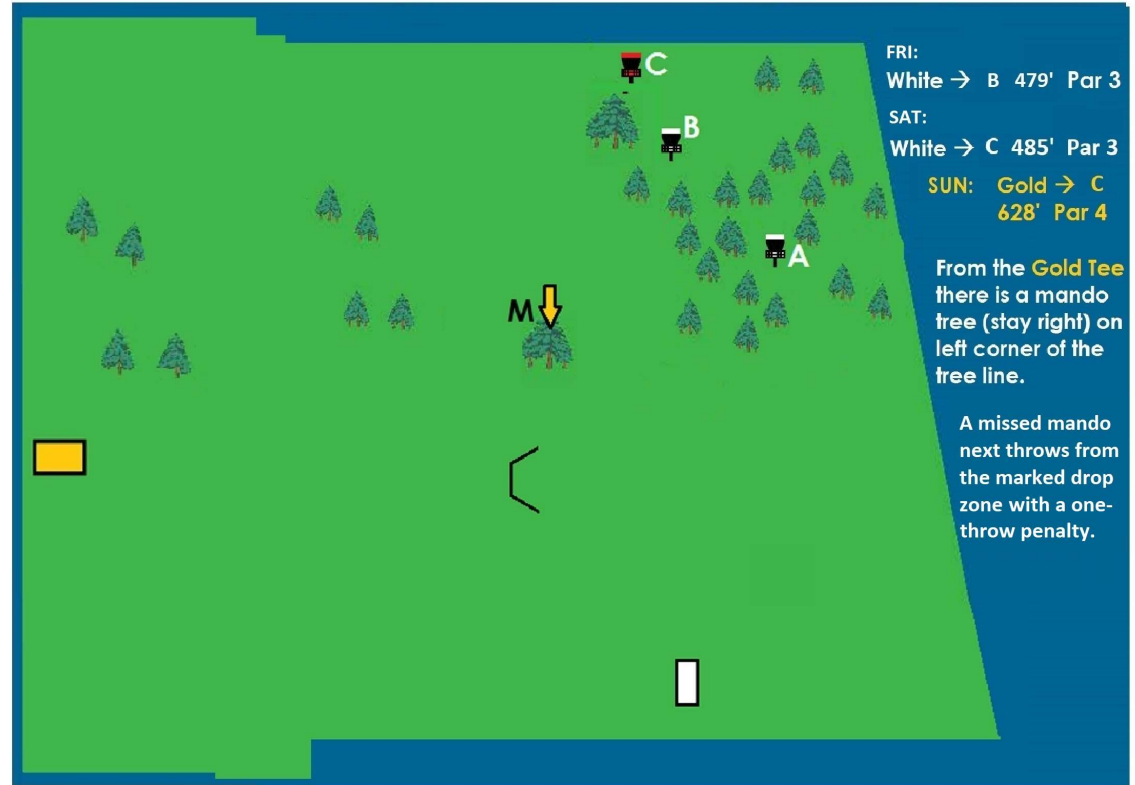 C
B
A
M
FRI:
White → B 479' Par 3
SAT:
White → C 485' Par 3
SUN: Gold → C
628' Par 4
From the Gold Tee
there is a mando
tree (stay right) on
left corner of the
tree line.
A missed mando
next throws from
the marked drop
zone with a one-
throw penalty.